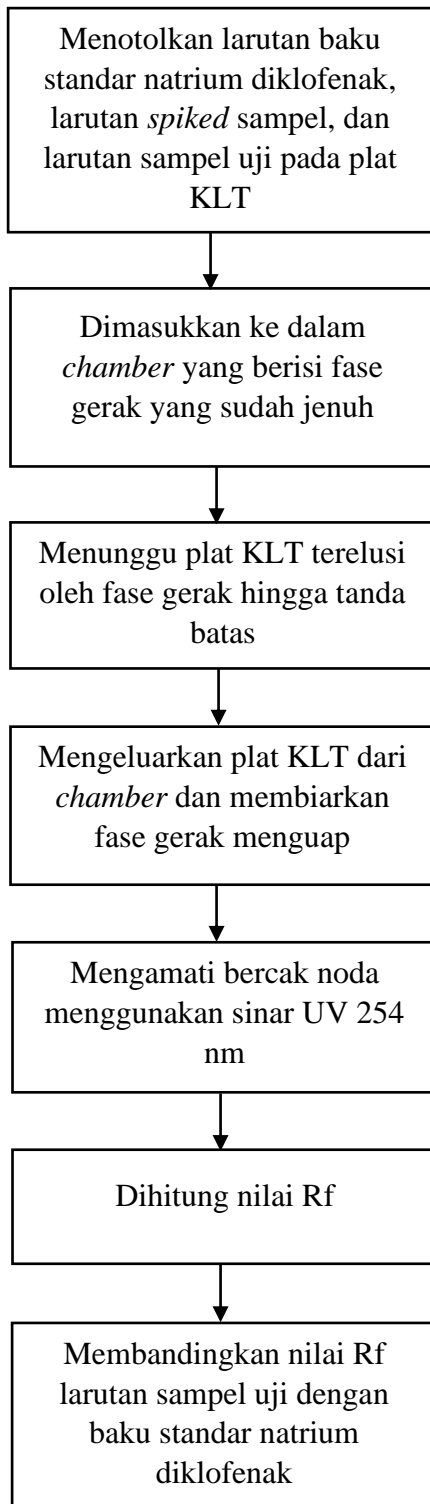 Menotolkan larutan baku
standar natrium diklofenak,
larutan spiked sampel, dan
larutan sampel uji pada plat
KLT
Dimasukkan ke dalam
chamber yang berisi fase
gerak yang sudah jenuh
Menunggu plat KLT terelusi
oleh fase gerak hingga tanda
batas
Mengeluarkan plat KLT dari
chamber dan membiarkan
fase gerak menguap
Mengamati bercak noda
menggunakan sinar UV 254
nm
Dihitung nilai Rf
Membandingkan nilai Rf
larutan sampel uji dengan
baku standar natrium
diklofenak